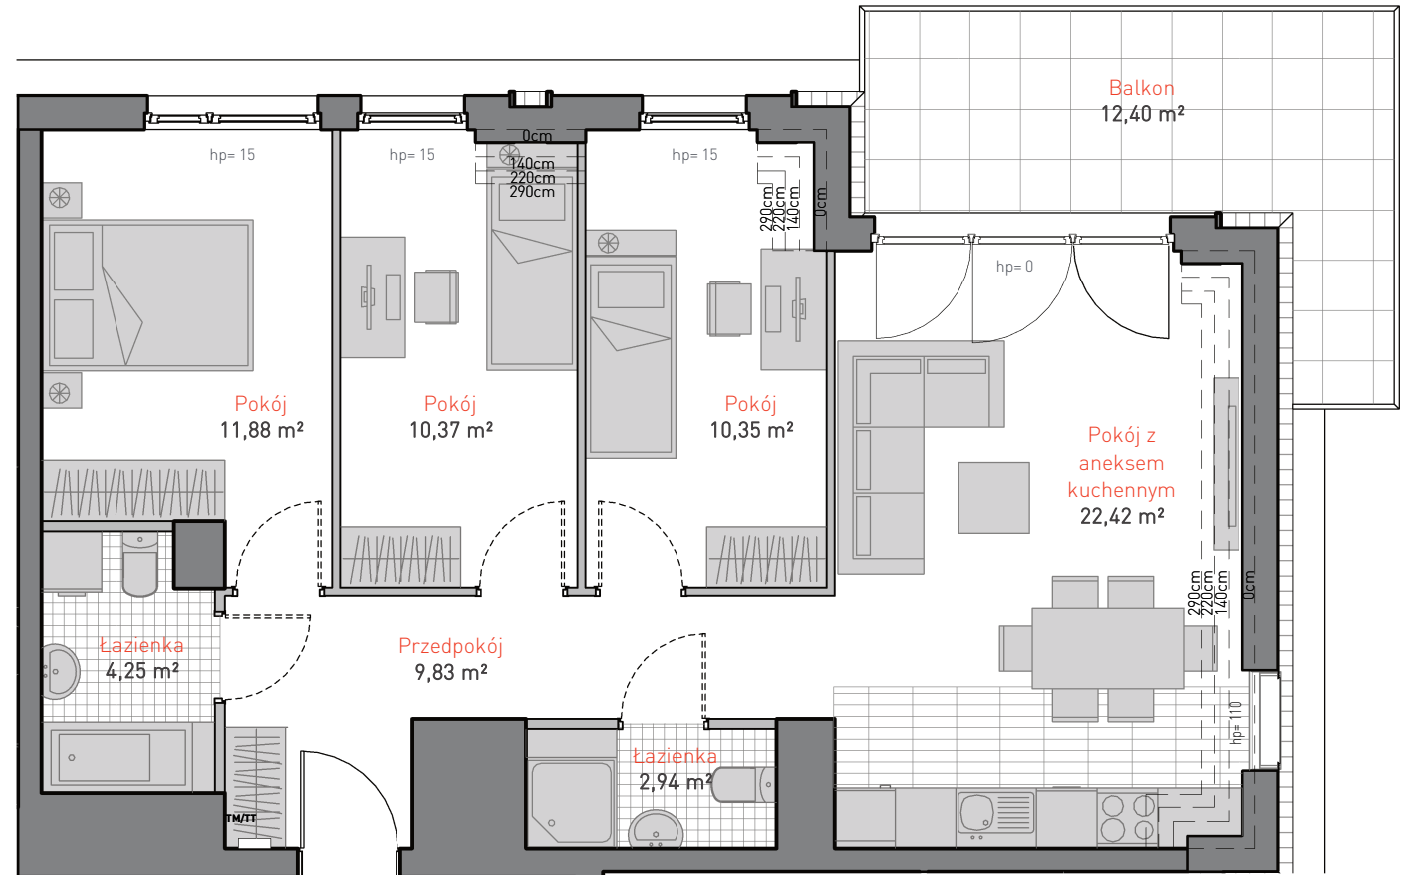 Balkon
12,40 m²
0cm
140cm
220cm
290cm
hp= 15
hp= 15
hp= 15
290cm
220cm
140cm
0cm
hp= 0
Pokój
11,88 m²
Pokój
10,37 m²
Pokój
10,35 m²
Pokój z
aneksem
kuchennym
22,42 m²
290cm
220cm
140cm
0cm
Łazienka
4,25 m²
Przedpokój
9,83 m²
hp= 110
Łazienka
2,94 m²
TM/TT